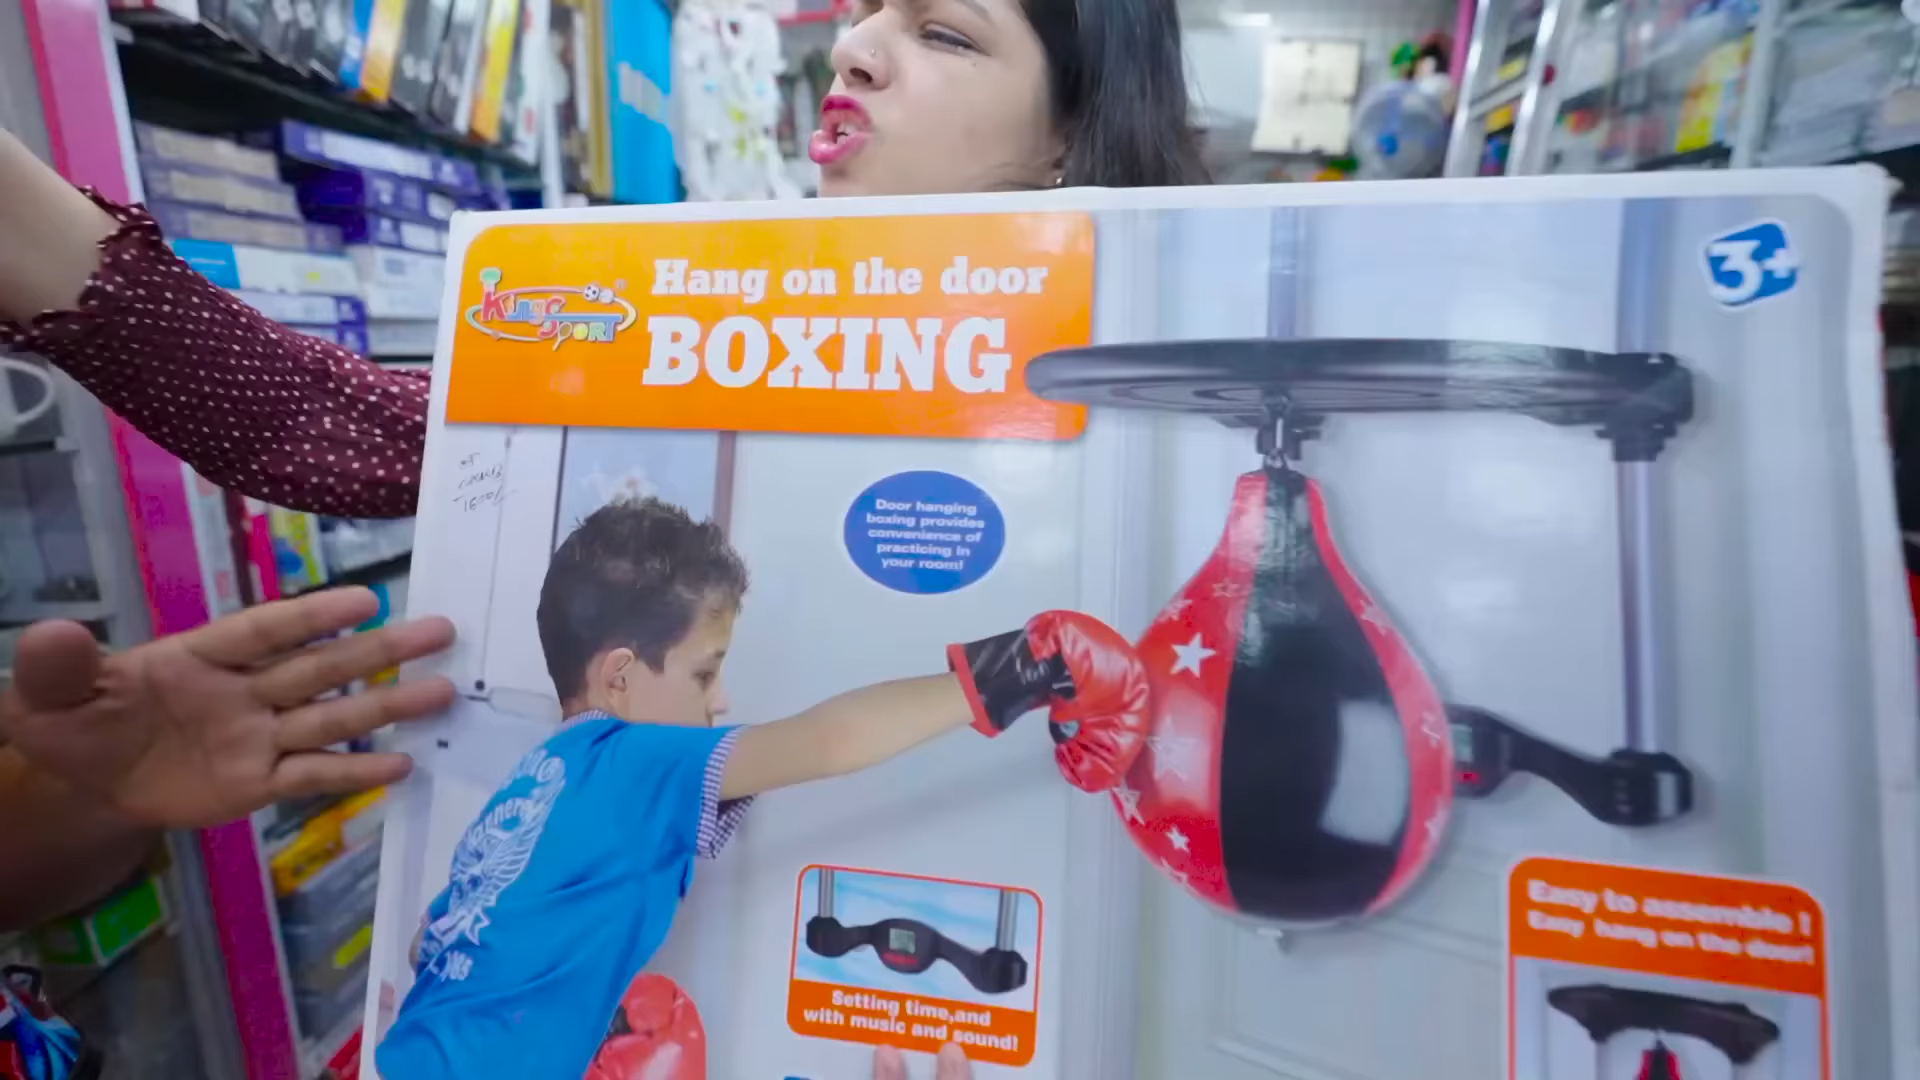 King Sport
Hang on the door
BOXING
3+
Door hanging
boxing provides
convenience of
practicing in
your room!
Setting time,and
with music and sound!
Easy to assemble !
Easy hang on the door!